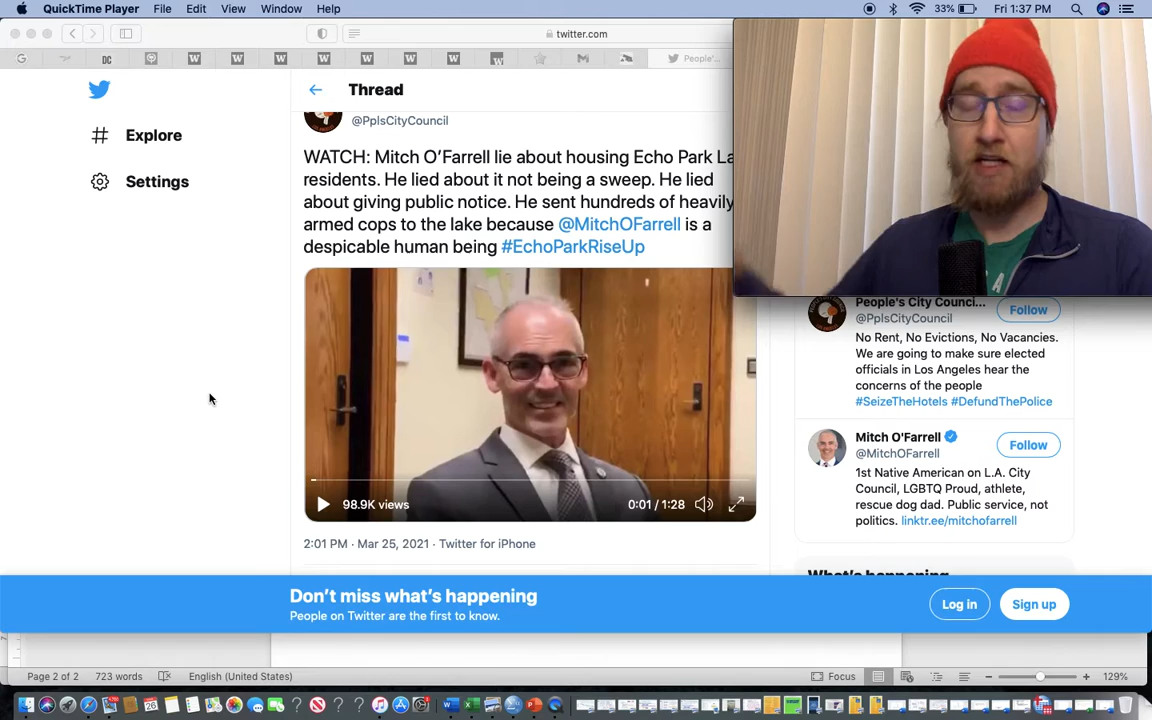 QuickTime Player File Edit View Window Help 33% Fri 1:37 PM
twitter.com
G DC W W W W W W W W M People'...
Thread
Explore
Settings
@PplsCityCouncil
WATCH: Mitch O'Farrell lie about housing Echo Park La
residents. He lied about it not being a sweep. He lied
about giving public notice. He sent hundreds of heavily
armed cops to the lake because @MitchOFarrell is a
despicable human being #EchoParkRiseUp
98.9K views 0:01 / 1:28
2:01 PM · Mar 25, 2021 · Twitter for iPhone
People's City Counci...
@PplsCityCouncil
Follow
No Rent, No Evictions, No Vacancies.
We are going to make sure elected
officials in Los Angeles hear the
concerns of the people
#SeizeTheHotels #DefundThePolice
Mitch O'Farrell
@MitchOFarrell
Follow
1st Native American on L.A. City
Council, LGBTQ Proud, athlete,
rescue dog dad. Public service, not
politics. linktr.ee/mitchofarrell
What's happening
Don't miss what's happening
People on Twitter are the first to know.
Log in Sign up
Page 2 of 2 723 words English (United States) Focus 129%